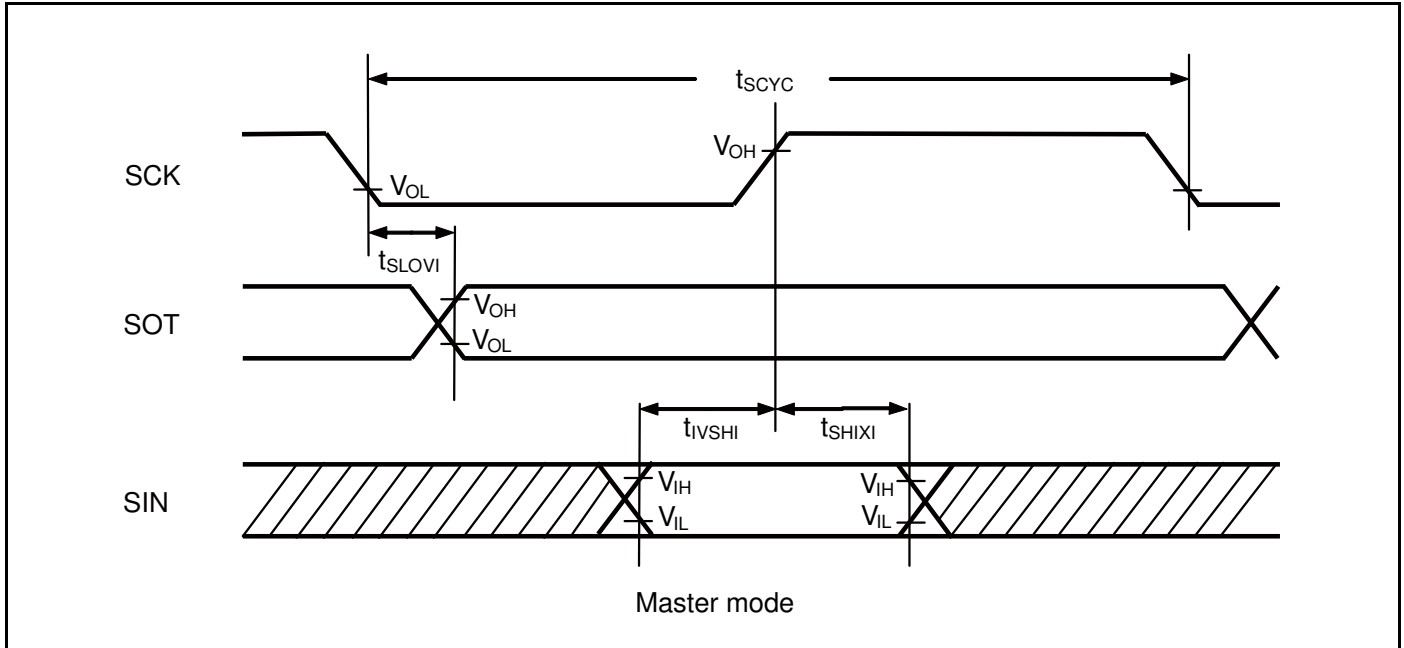 tSCYC
VOH
SCK
VOL
tSLOVI
VOH
SOT
VOL
tIVSHI
tSHIXI
VIH
VIH
SIN
VIL
VIL
Master mode